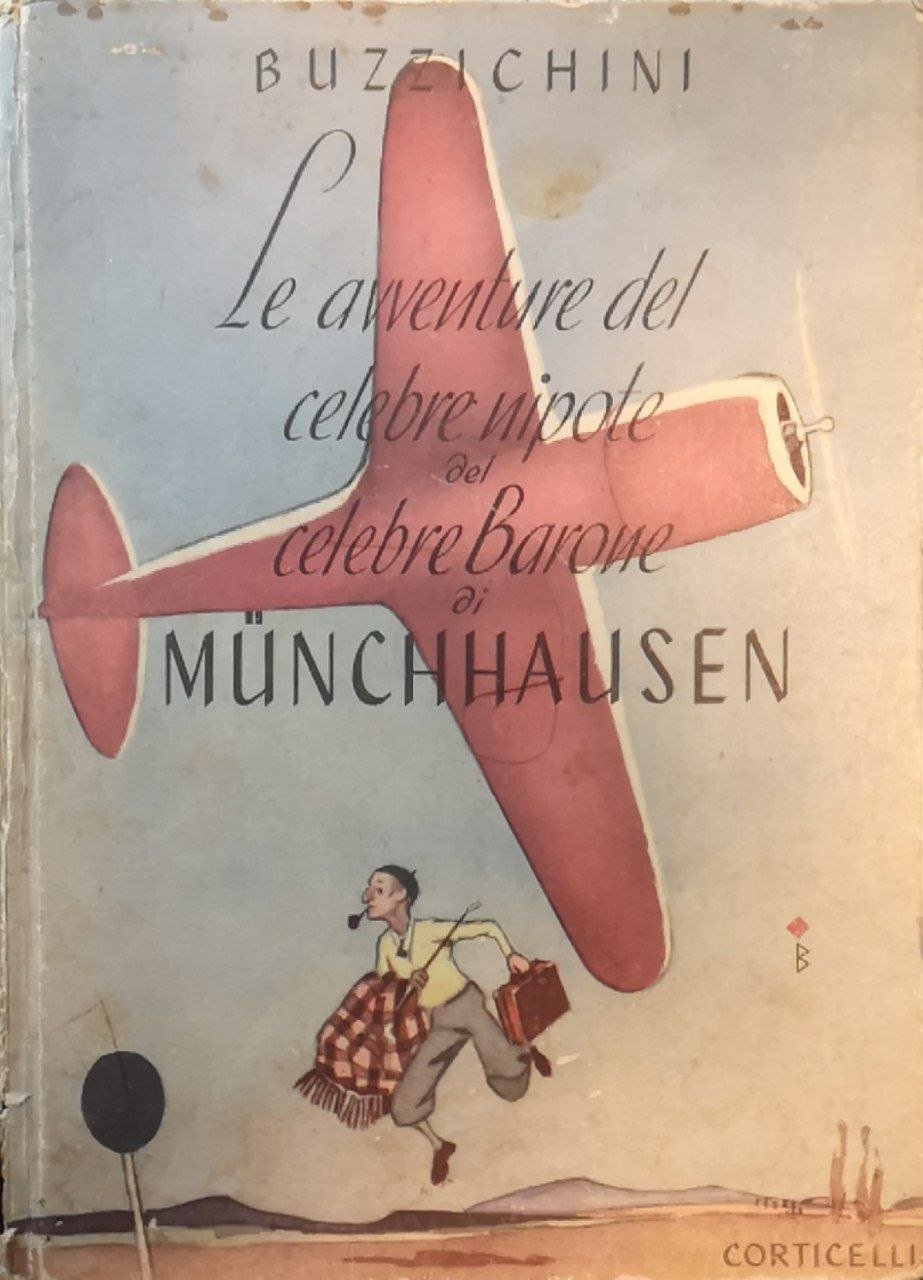 BUZZICHINI
Le avventure del
celebre nipote
del
celebre Barone
di
MÜNCHHAUSEN
B
CORTICELLI